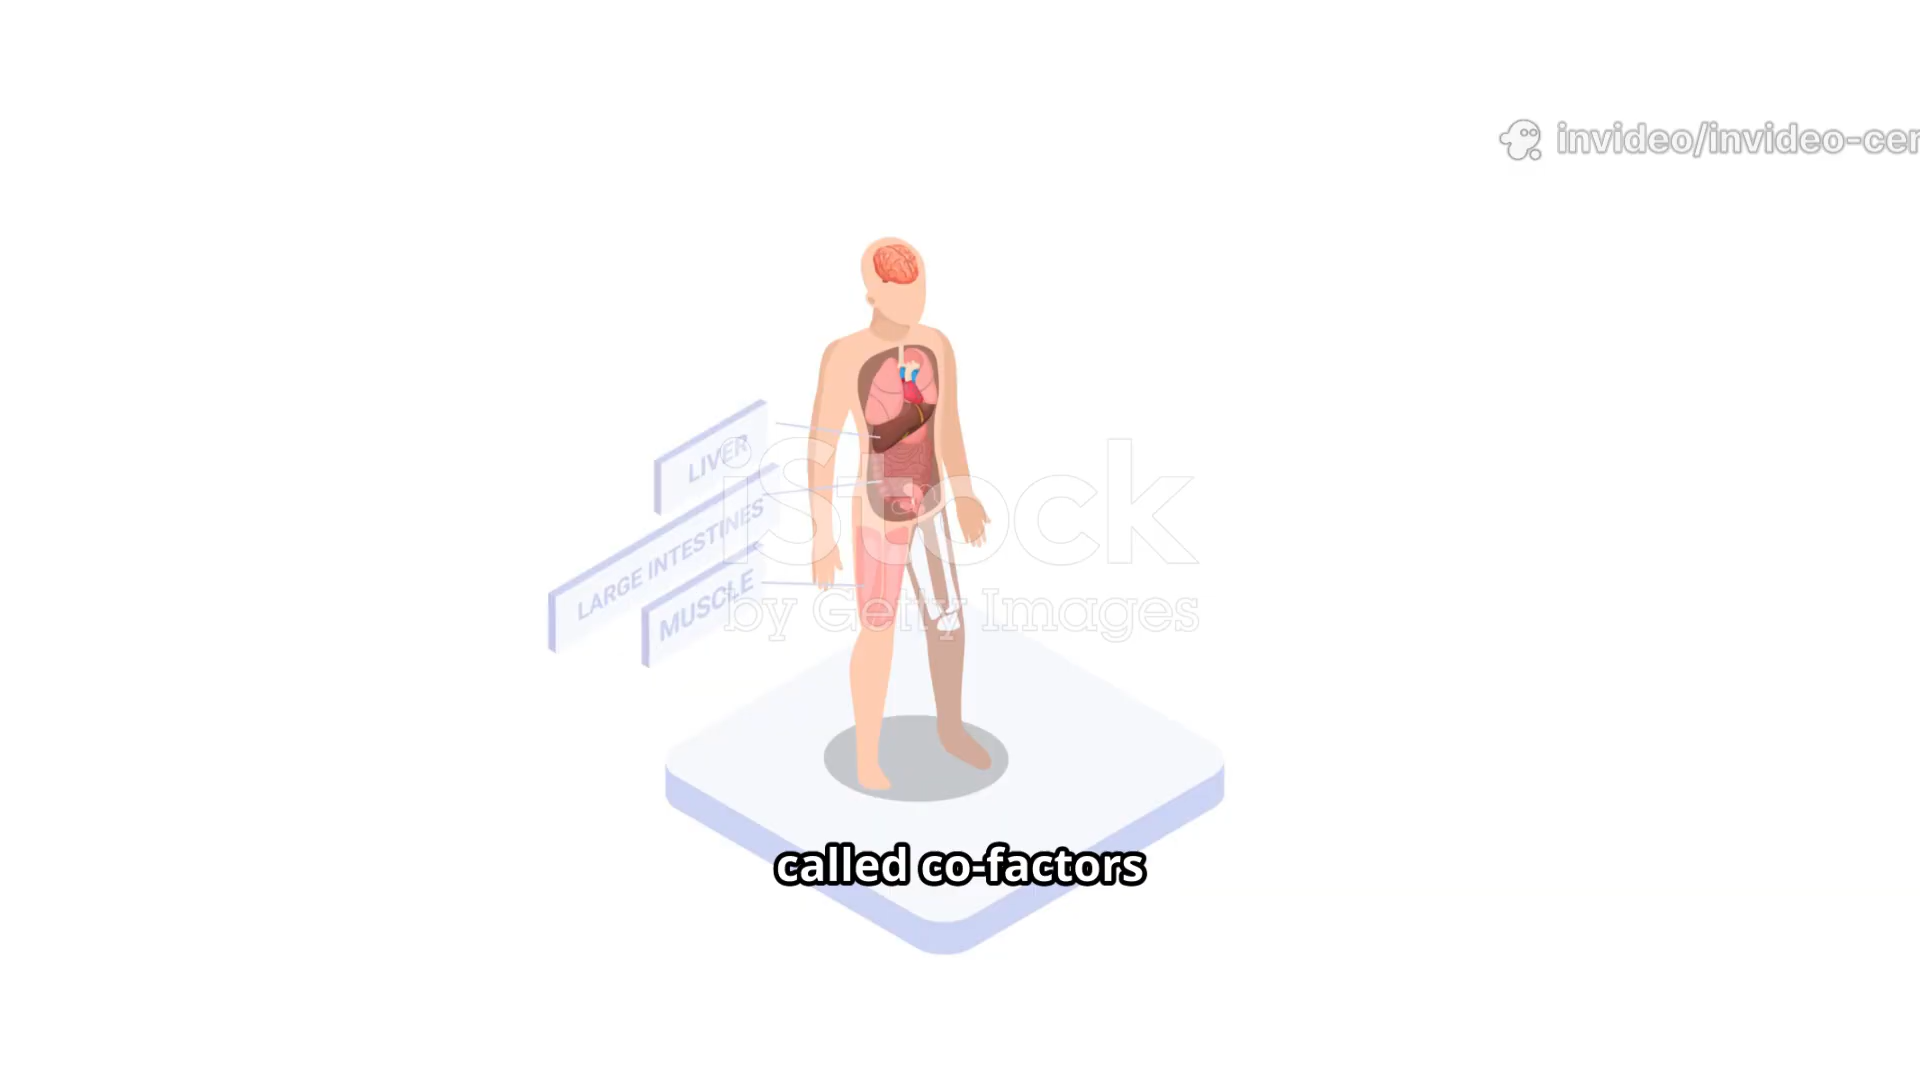 invideo/invideo-cer
LIVER
LARGE INTESTINES
MUSCLE
iStock
by Getty Images
called co-factors